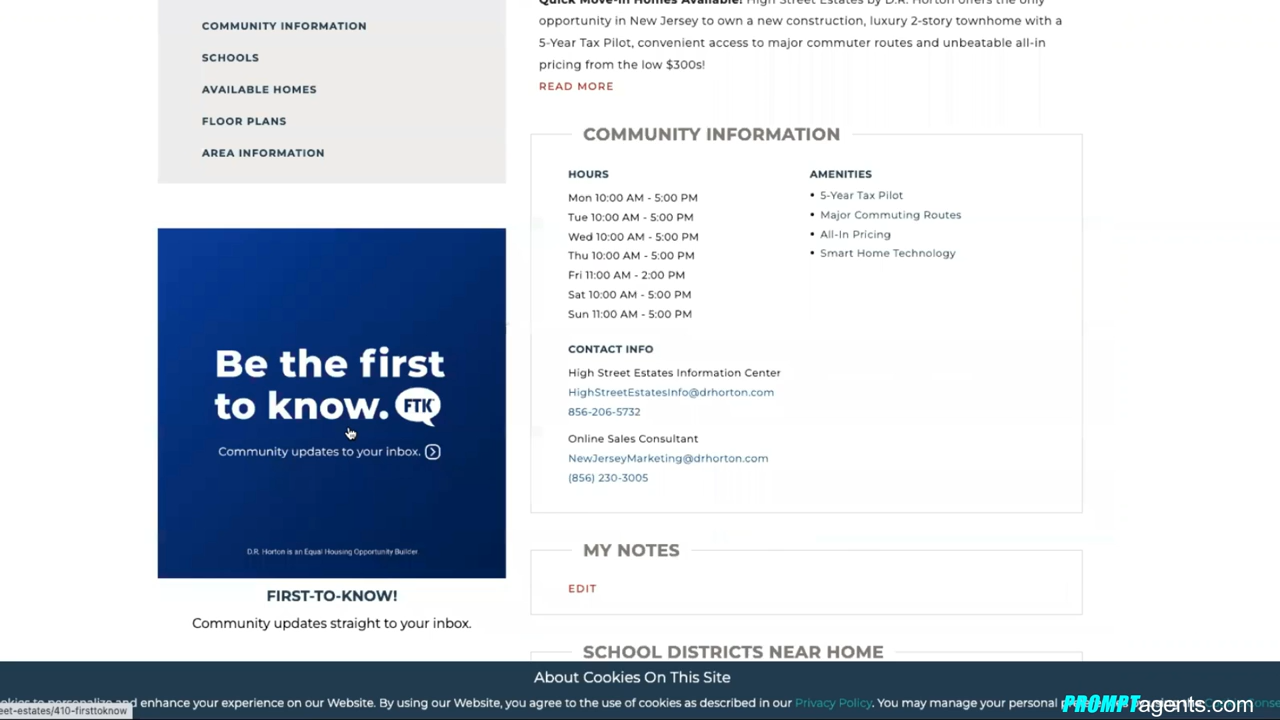 COMMUNITY INFORMATION
SCHOOLS
AVAILABLE HOMES
FLOOR PLANS
AREA INFORMATION
Be the first
to know. FTK
Community updates to your inbox.
D.R. Horton is an Equal Housing Opportunity Builder
FIRST-TO-KNOW!
Community updates straight to your inbox.
Quick Move-In Homes Available! High Street Estates by D.R. Horton offers the only
opportunity in New Jersey to own a new construction, luxury 2-story townhome with a
5-Year Tax Pilot, convenient access to major commuter routes and unbeatable all-in
pricing from the low $300s!
READ MORE
COMMUNITY INFORMATION
HOURS
Mon 10:00 AM - 5:00 PM
Tue 10:00 AM - 5:00 PM
Wed 10:00 AM - 5:00 PM
Thu 10:00 AM - 5:00 PM
Fri 11:00 AM - 2:00 PM
Sat 10:00 AM - 5:00 PM
Sun 11:00 AM - 5:00 PM
AMENITIES
• 5-Year Tax Pilot
• Major Commuting Routes
• All-In Pricing
• Smart Home Technology
CONTACT INFO
High Street Estates Information Center
HighStreetEstatesInfo@drhorton.com
856-206-5732
Online Sales Consultant
NewJerseyMarketing@drhorton.com
(856) 230-3005
MY NOTES
EDIT
SCHOOL DISTRICTS NEAR HOME
About Cookies On This Site
to personalize and enhance your experience on our Website. By using our Website, you agree to the use of cookies as described in our Privacy Policy. You may manage your personal
eet-estates/410-firsttoknow
PROMPTagents.com